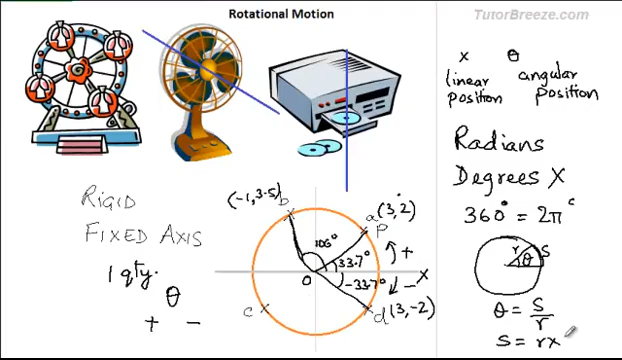 Rotational Motion
TutorBreeze.com
x θ
linear position angular position
Radians
Degrees X
360° = 2πᶜ
r θ S
θ = S/r
S = rx
RIGID
FIXED AXIS
1 qty.
θ
+ −
(-1,3.5) b
a (3,2)
P
106°
33.7°
+
O
-33.7°
−
X
c
d (3,-2)